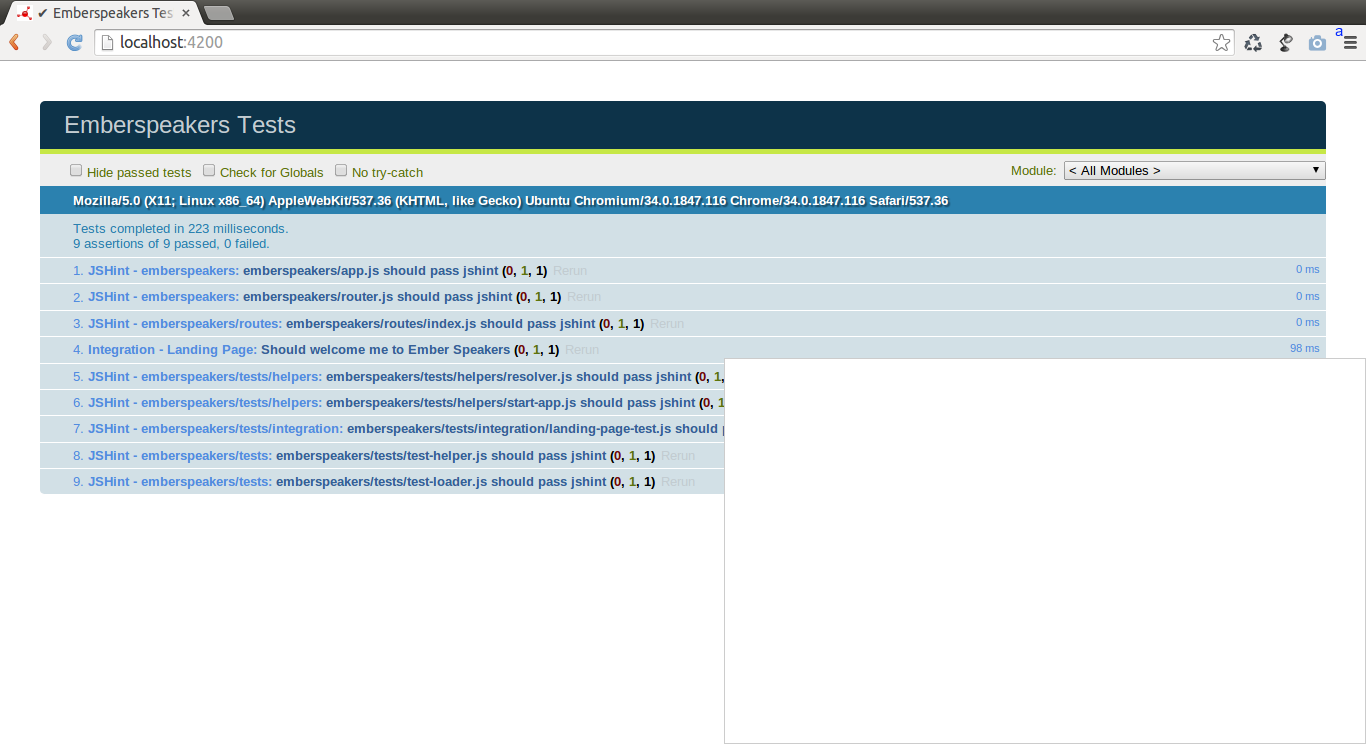 ✔ Emberspeakers Tes
localhost:4200
a
Emberspeakers Tests
Hide passed tests Check for Globals No try-catch Module: < All Modules >
Mozilla/5.0 (X11; Linux x86_64) AppleWebKit/537.36 (KHTML, like Gecko) Ubuntu Chromium/34.0.1847.116 Chrome/34.0.1847.116 Safari/537.36
Tests completed in 223 milliseconds.
9 assertions of 9 passed, 0 failed.
1. JSHint - emberspeakers: emberspeakers/app.js should pass jshint (0, 1, 1) Rerun 0 ms
2. JSHint - emberspeakers: emberspeakers/router.js should pass jshint (0, 1, 1) Rerun 0 ms
3. JSHint - emberspeakers/routes: emberspeakers/routes/index.js should pass jshint (0, 1, 1) Rerun 0 ms
4. Integration - Landing Page: Should welcome me to Ember Speakers (0, 1, 1) Rerun 98 ms
5. JSHint - emberspeakers/tests/helpers: emberspeakers/tests/helpers/resolver.js should pass jshint (0, 1,
6. JSHint - emberspeakers/tests/helpers: emberspeakers/tests/helpers/start-app.js should pass jshint (0, 1
7. JSHint - emberspeakers/tests/integration: emberspeakers/tests/integration/landing-page-test.js should
8. JSHint - emberspeakers/tests: emberspeakers/tests/test-helper.js should pass jshint (0, 1, 1) Rerun
9. JSHint - emberspeakers/tests: emberspeakers/tests/test-loader.js should pass jshint (0, 1, 1) Rerun